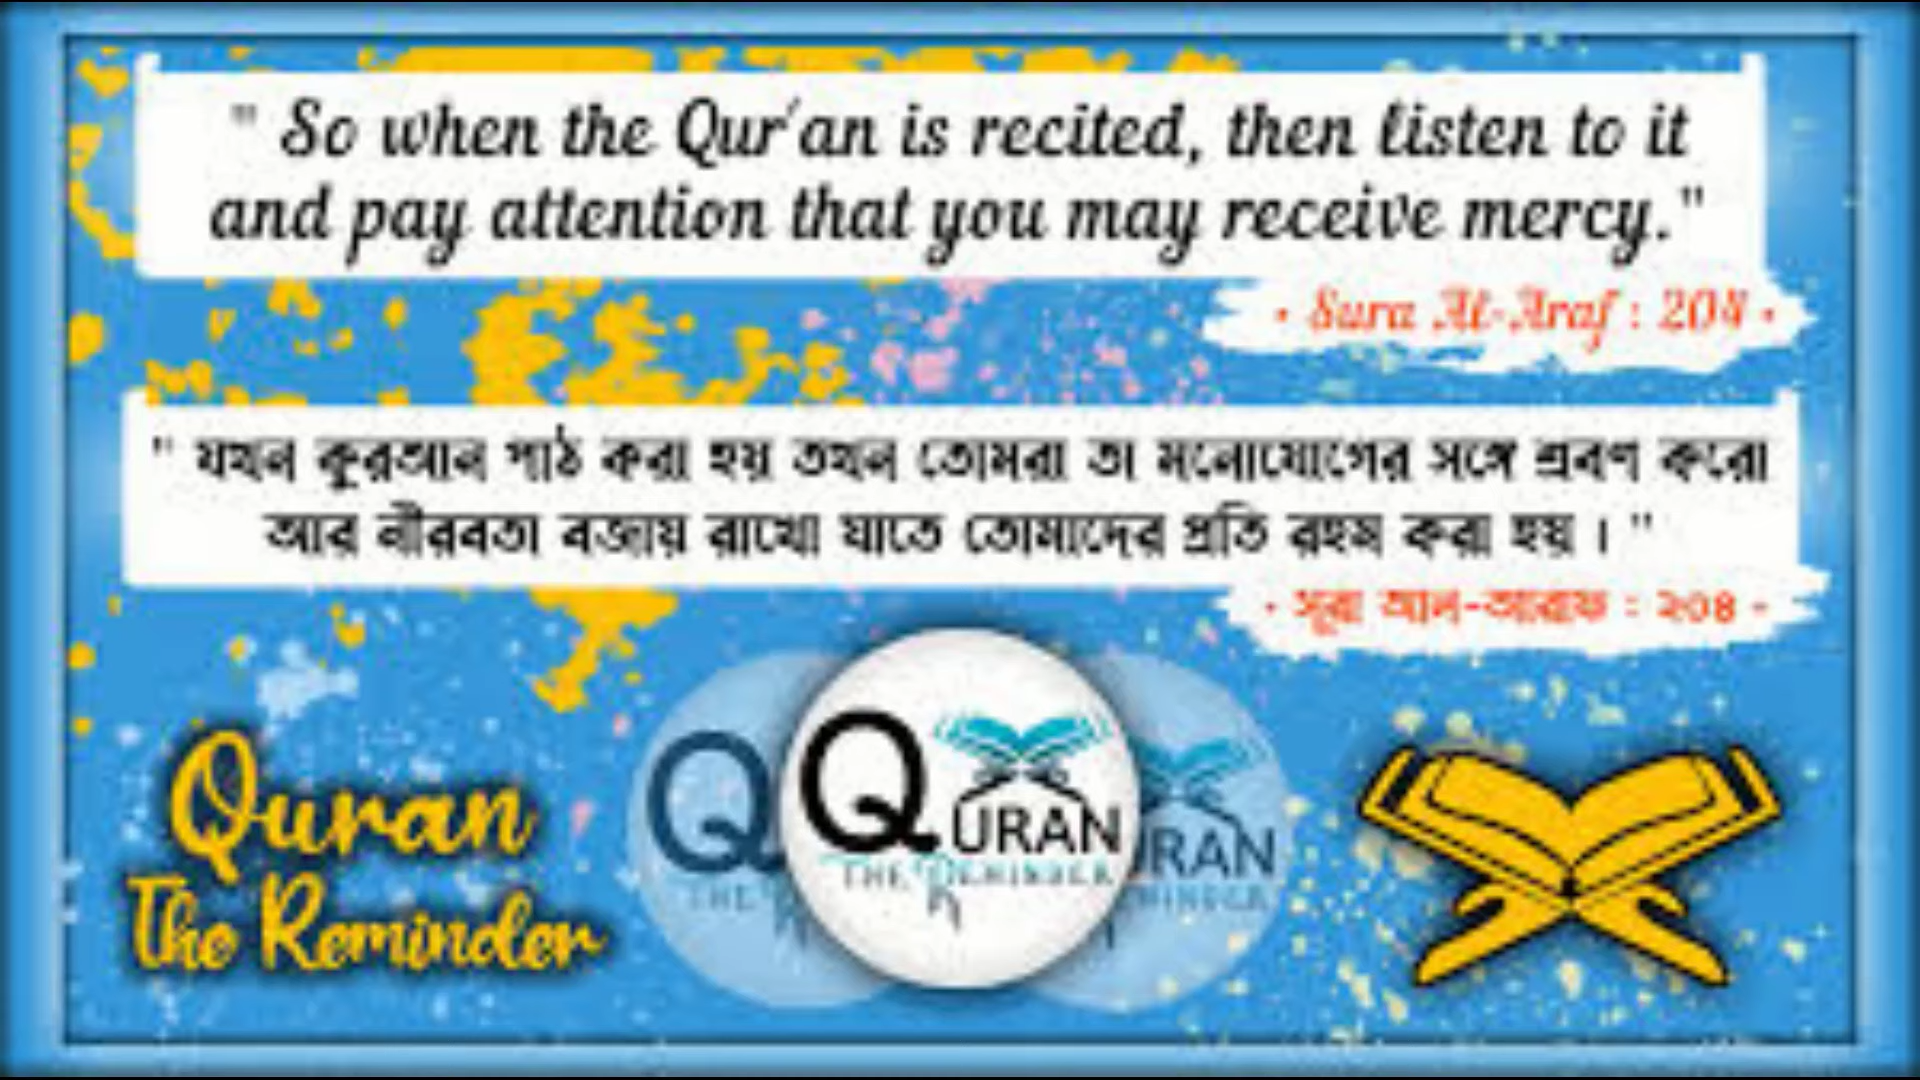 " So when the Qur'an is recited, then listen to it
and pay attention that you may receive mercy."
• Sura Al-Araf : 204 •
" যখন কুরআন পাঠ করা হয় তখন তোমরা তা মনোযোগের সঙ্গে শ্রবণ করো
আর নীরবতা বজায় রাখো যাতে তোমাদের প্রতি রহম করা হয় । "
• সূরা আল-আরাফ : ২০৪ •
Quran
The Reminder
QURAN
THE REMINDER